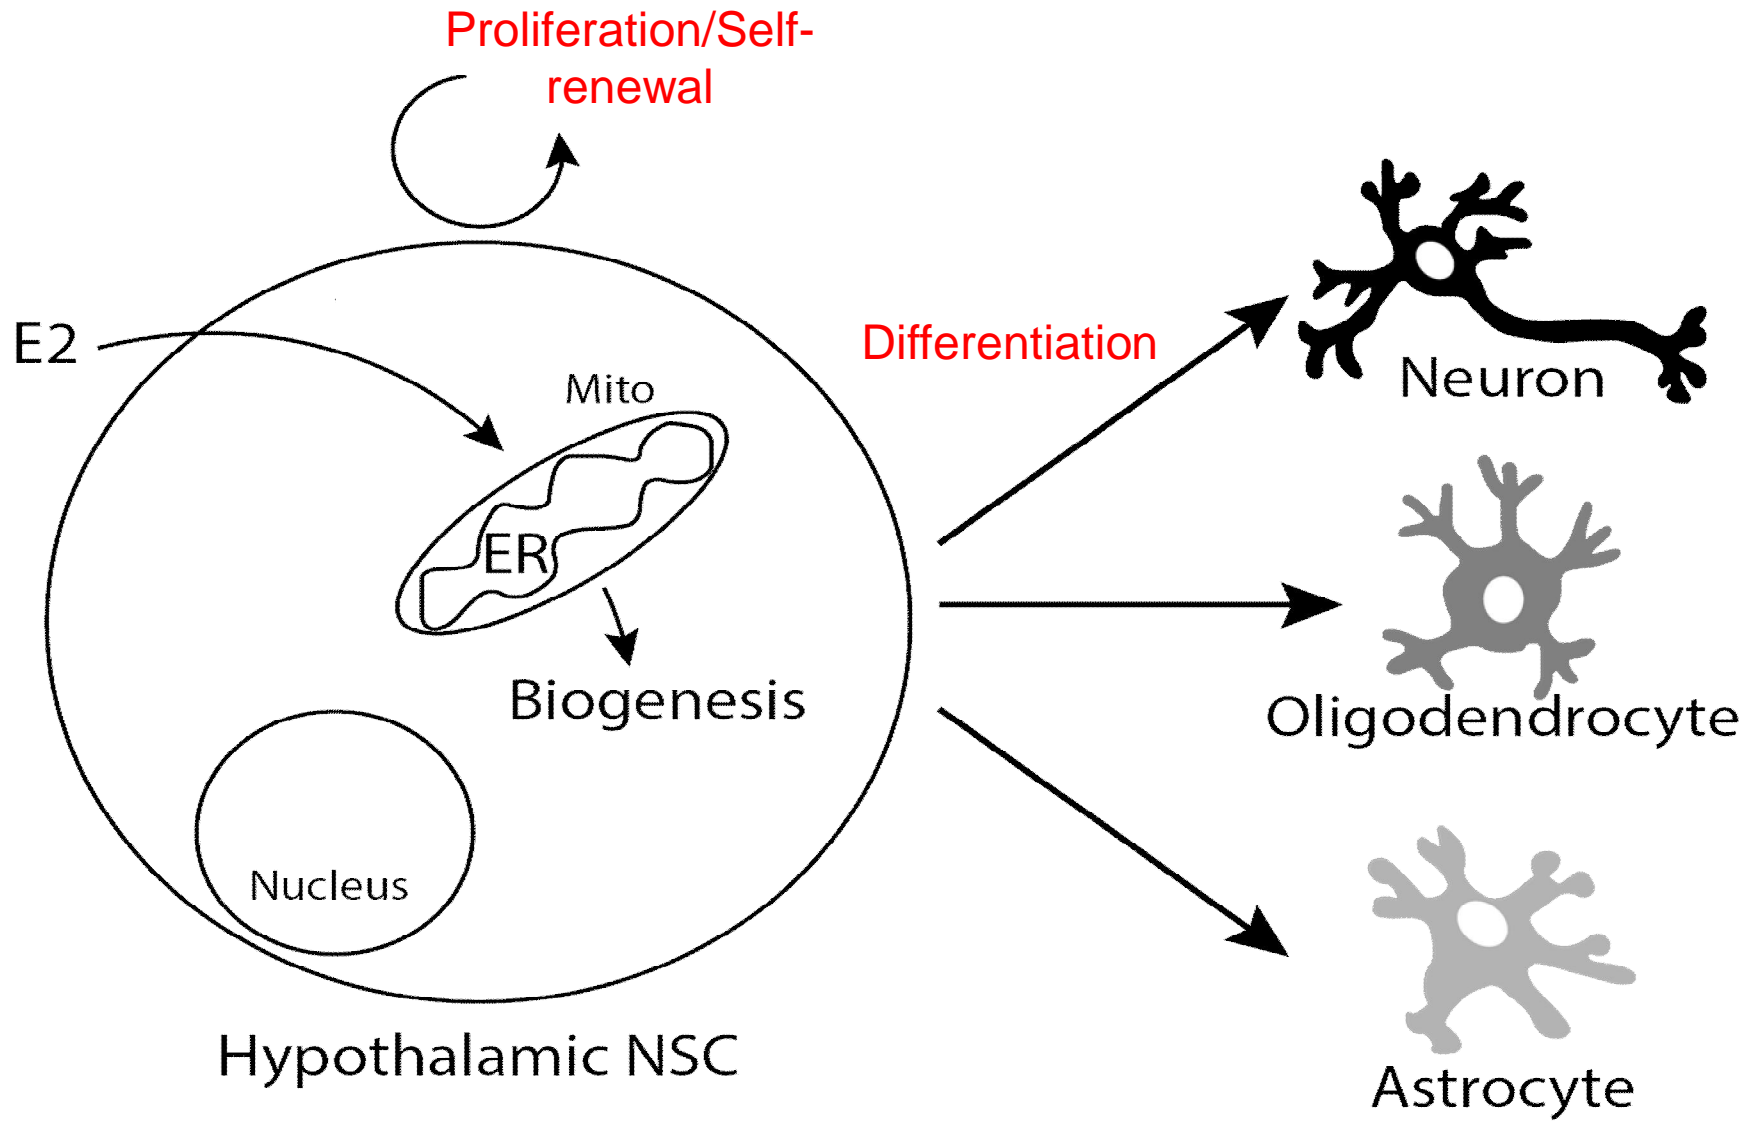 Proliferation/Self-
renewal
E2
Differentiation
Mito
Neuron
ER
Biogenesis
Oligodendrocyte
Nucleus
Hypothalamic NSC
Astrocyte